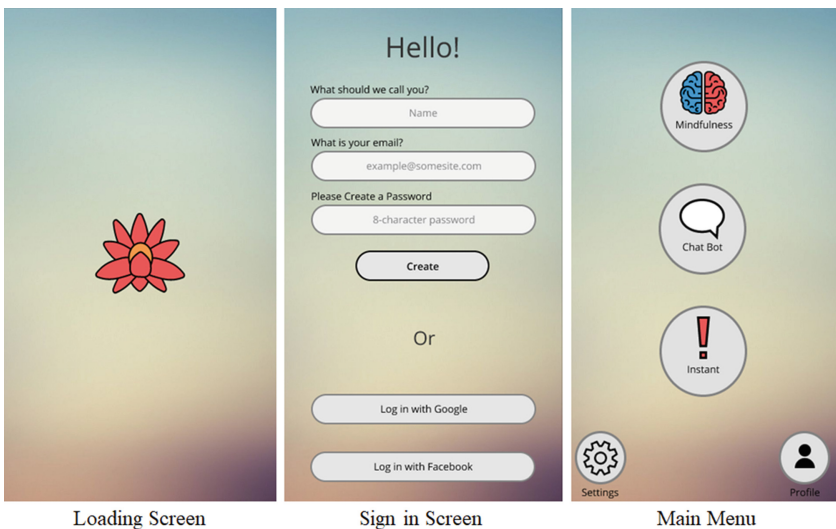 Hello!
What should we call you?
Name
What is your email?
example@somesite.com
Please Create a Password
8-character password
Create
Or
Log in with Google
Log in with Facebook
Mindfulness
Chat Bot
Instant
Settings
Profile
Loading Screen
Sign in Screen
Main Menu